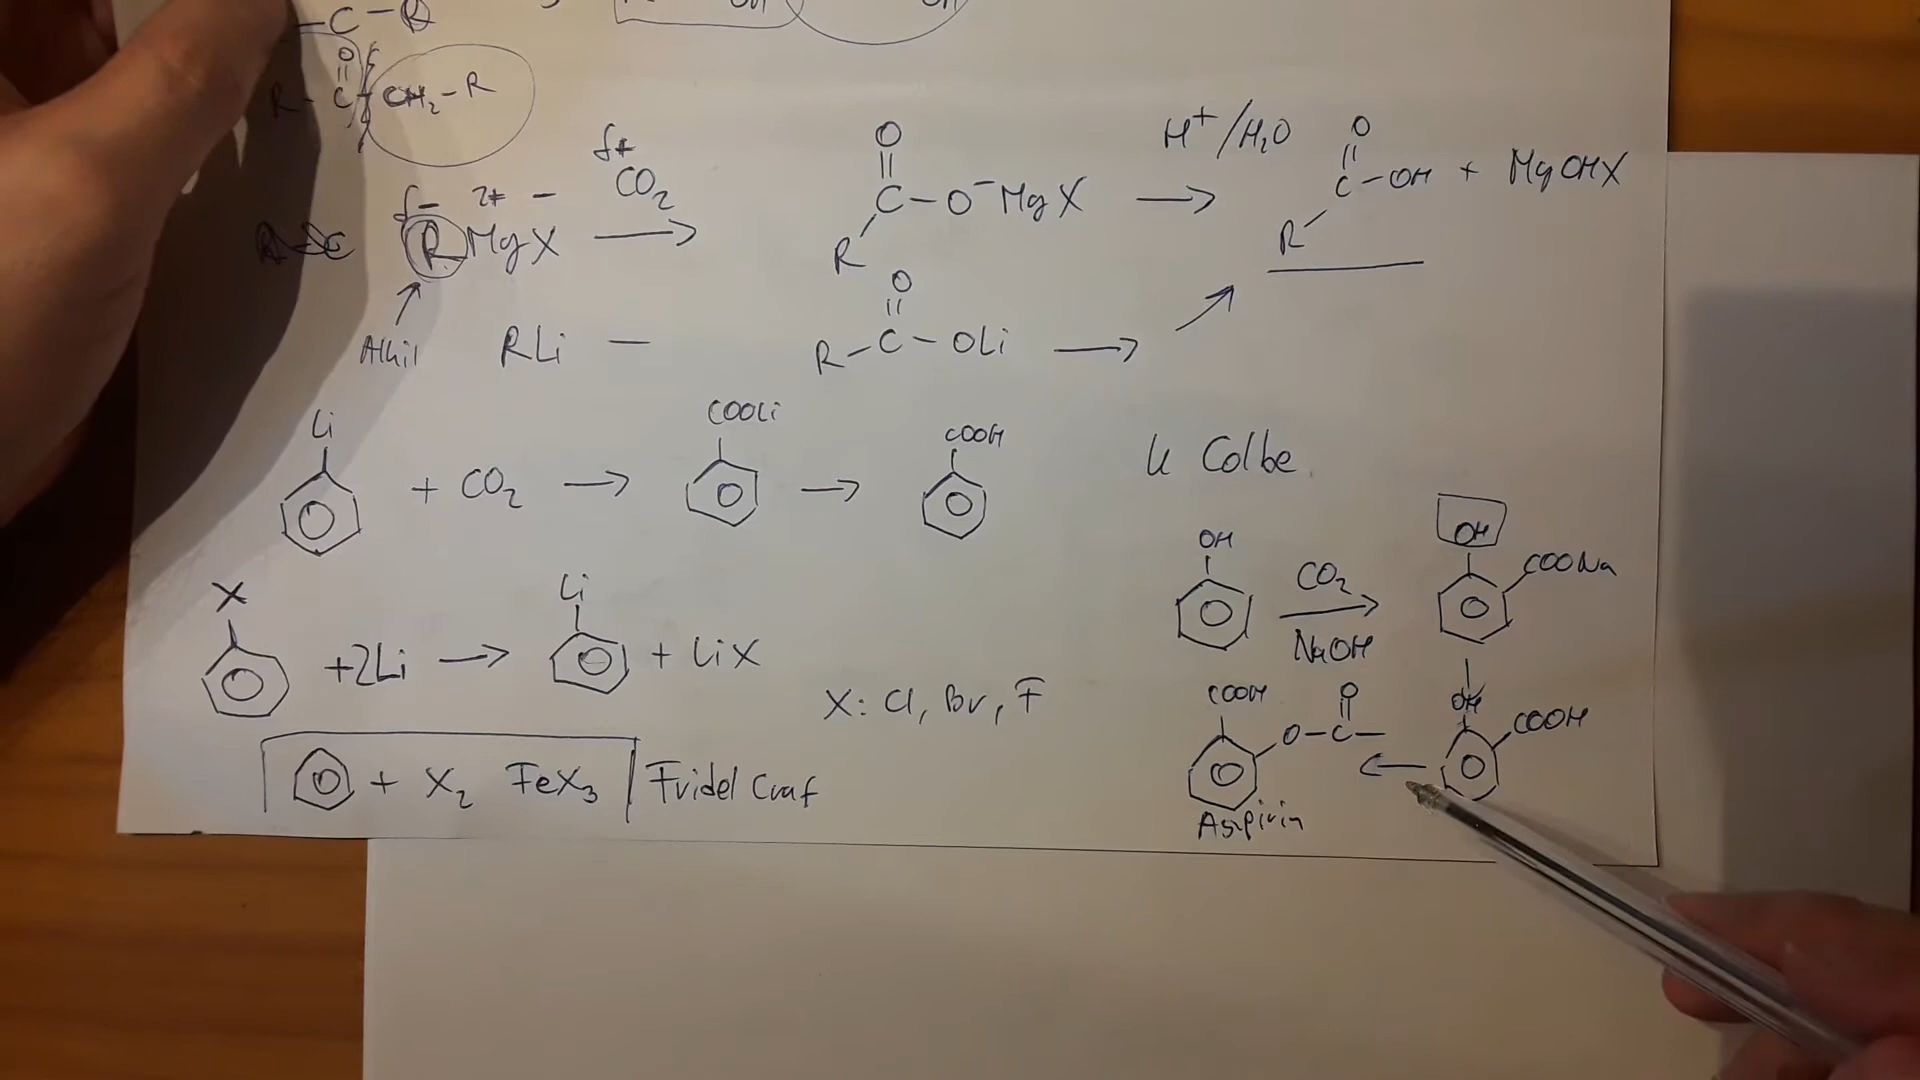 – C – R
O
R – C – CH₂ – R
δ+
CO₂
δ– 2+ –
R MgX
Alkil
O
C – O⁻ MgX
R
H⁺/H₂O
O
C – OH + MgOHX
R
RLi –
O
R – C – OLi
Li
+ CO₂
COOLi
COOH
X
+2Li
Li
+ LiX
X: Cl, Br, F
+ X₂ FeX₃ Fridel Craf
Colbe
OH
CO₂
NaOH
OH
COONa
OH
COOH
COOH
O
O – C –
Aspirin